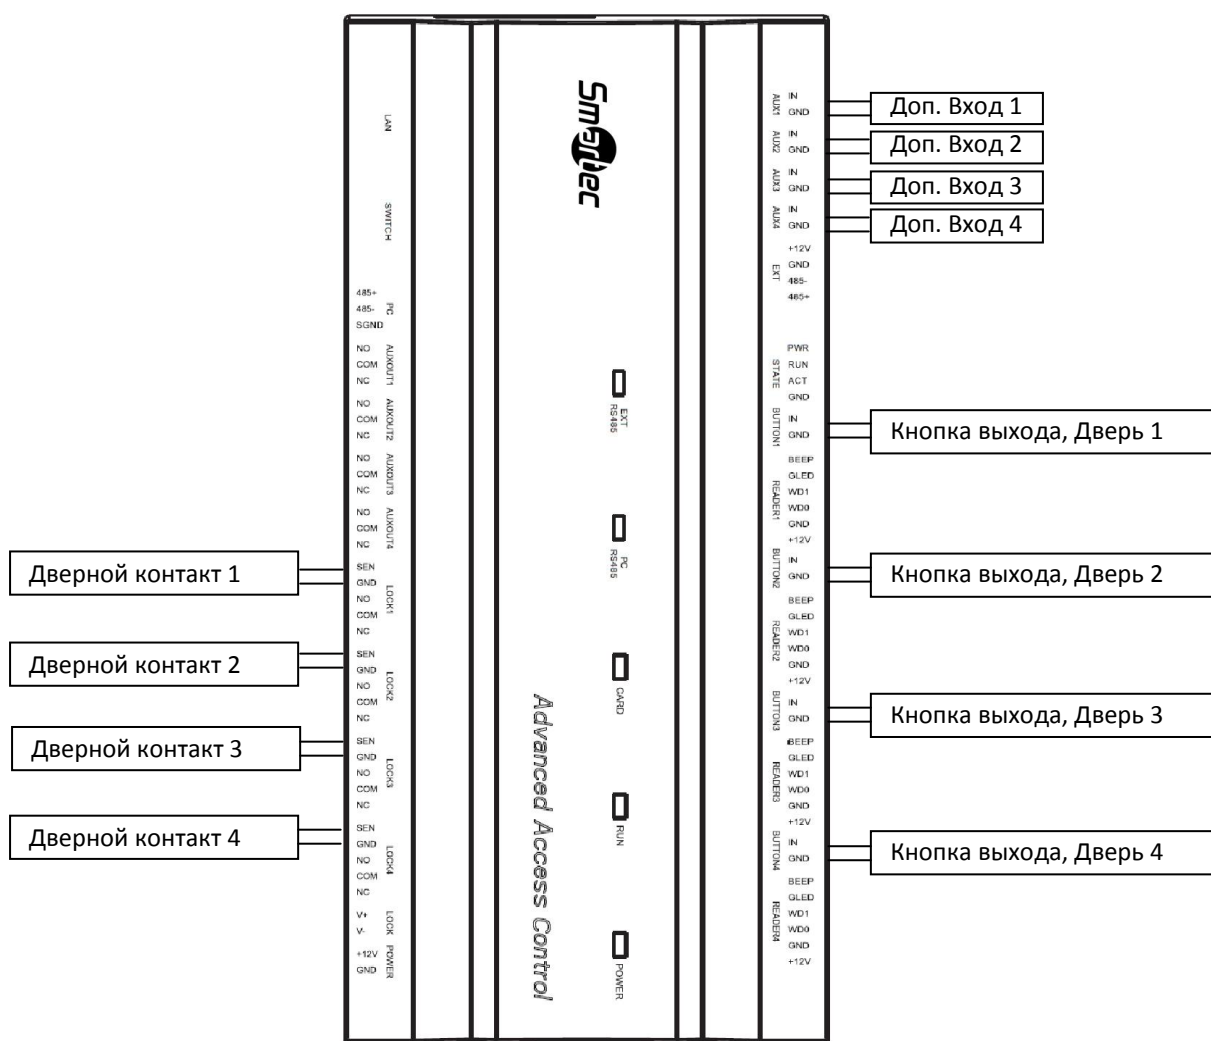 Smartec
Advanced Access Control
LAN
SWITCH
485+
485-
SGND
PC
NO
COM
NC
AUXOUT1
NO
COM
NC
AUXOUT2
NO
COM
NC
AUXOUT3
NO
COM
NC
AUXOUT4
Дверной контакт 1
SEN
GND
NO
COM
NC
LOCK1
Дверной контакт 2
SEN
GND
NO
COM
NC
LOCK2
Дверной контакт 3
SEN
GND
NO
COM
NC
LOCK3
Дверной контакт 4
SEN
GND
NO
COM
NC
LOCK4
V+
V-
LOCK
+12V
GND
POWER
EXT
RS485
PC
RS485
CARD
RUN
POWER
AUX1
IN
GND
Доп. Вход 1
AUX2
IN
GND
Доп. Вход 2
AUX3
IN
GND
Доп. Вход 3
AUX4
IN
GND
Доп. Вход 4
EXT
+12V
GND
485-
485+
STATE
PWR
RUN
ACT
GND
BUTTON1
IN
GND
Кнопка выхода, Дверь 1
READER1
BEEP
GLED
WD1
WD0
GND
+12V
BUTTON2
IN
GND
Кнопка выхода, Дверь 2
READER2
BEEP
GLED
WD1
WD0
GND
+12V
BUTTON3
IN
GND
Кнопка выхода, Дверь 3
READER3
BEEP
GLED
WD1
WD0
GND
+12V
BUTTON4
IN
GND
Кнопка выхода, Дверь 4
READER4
BEEP
GLED
WD1
WD0
GND
+12V